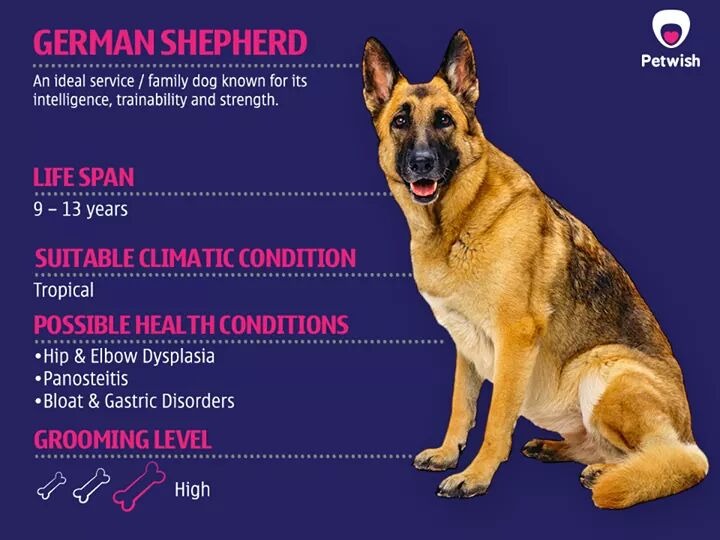 GERMAN SHEPHERD
Petwish
An ideal service / family dog known for its
intelligence, trainability and strength.
LIFE SPAN
9 – 13 years
SUITABLE CLIMATIC CONDITION
Tropical
POSSIBLE HEALTH CONDITIONS
•Hip & Elbow Dysplasia
•Panosteitis
•Bloat & Gastric Disorders
GROOMING LEVEL
High